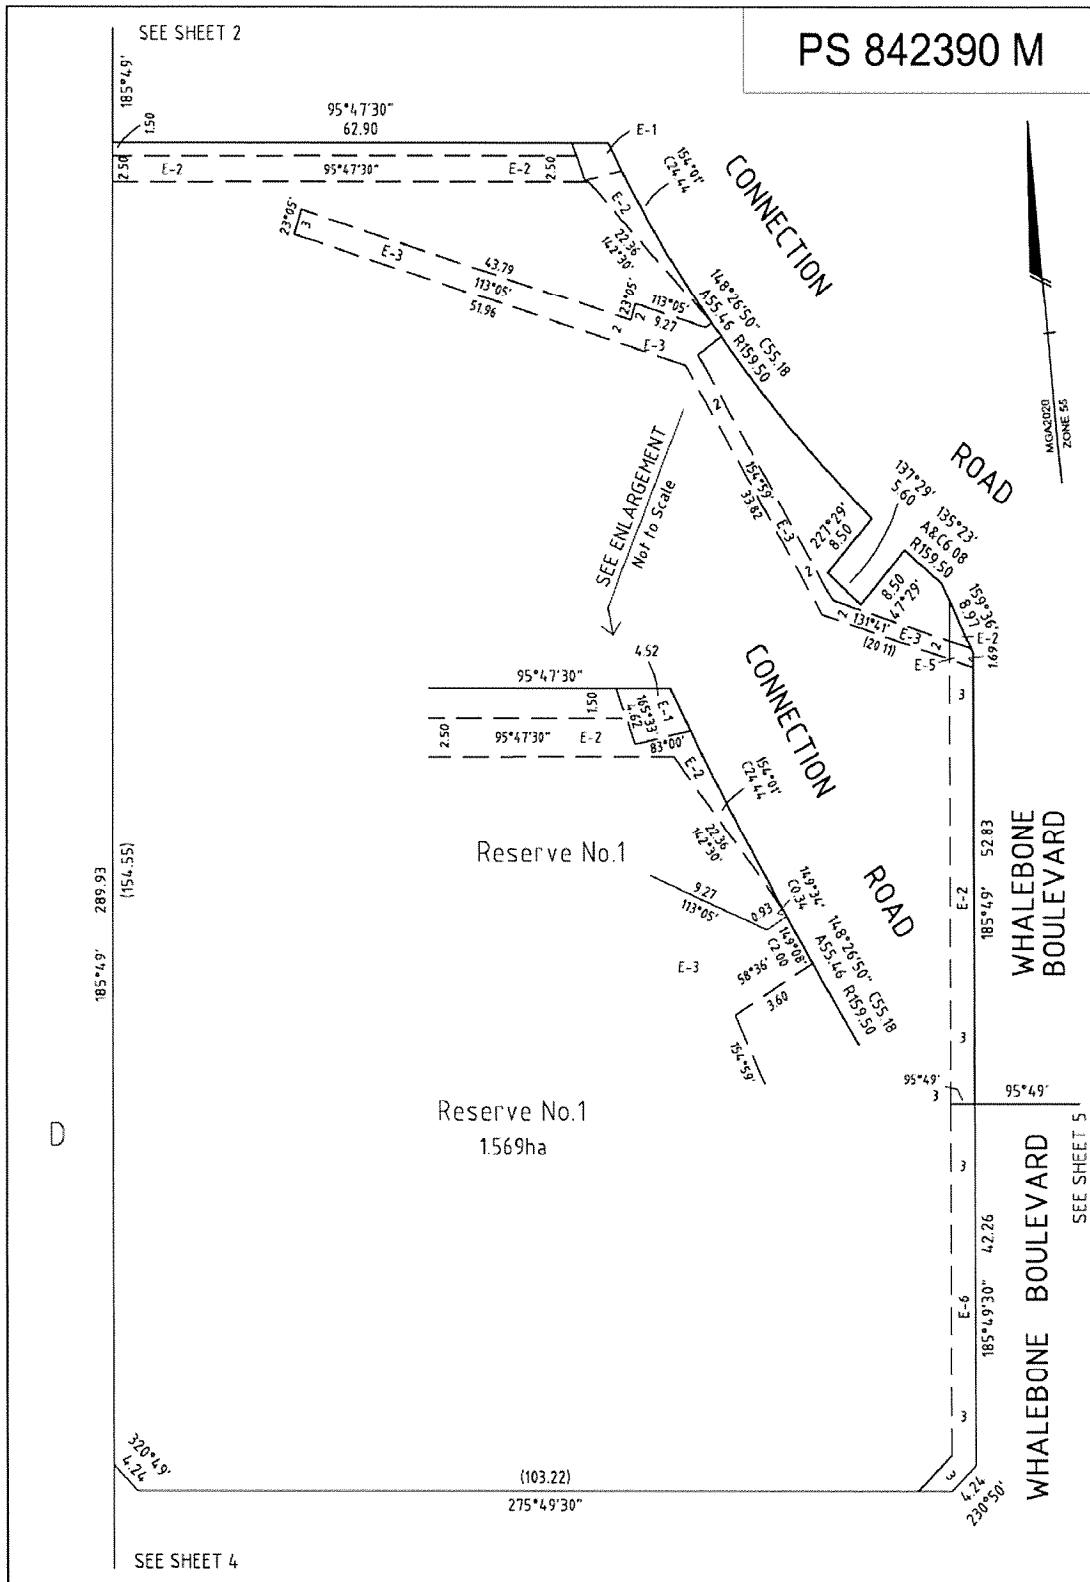 PS 842390 M
SEE SHEET 2
185°49'
1.50
95°47'30"
62.90
E-1
2.50
E-2
95°47'30"
E-2
2.50
154°01'
C24.44
CONNECTION
E-2
22.36
142°30'
23°05'
3
E-3
43.79
113°05'
51.96
23°05'
2
113°05'
9.27
2
E-3
148°26'50" C55.18
A55.46 R159.50
MGA2020
ZONE 55
2
154°59'
33.82
E-3
2
SEE ENLARGEMENT
Not to Scale
ROAD
137°29'
5.60
135°23'
A&C6.08
R159.50
227°29'
8.50
8.50
47°29'
159°36'
8.97
E-2
1.69
2
131°41'
(20.11)
E-3
2
E-5
3
4.52
95°47'30"
1.50
165°33'
4.62
E-1
2.50
95°47'30"
E-2
83°00'
E-2
CONNECTION
154°01'
C24.44
22.36
142°30'
Reserve No.1
9.27
113°05'
0.93
149°34'
C0.34
148°26'50" C55.18
A55.46 R159.50
149°08'
C2.00
ROAD
E-3
58°36'
3.60
154°59'
289.93
(154.55)
185°49'
E-2
52.83
185°49'
WHALEBONE
BOULEVARD
3
95°49'
3
95°49'
Reserve No.1
1.569ha
D
3
SEE SHEET 5
42.26
E-6
185°49'30"
3
WHALEBONE BOULEVARD
320°49'
4.24
(103.22)
275°49'30"
3
4.24
230°50'
SEE SHEET 4